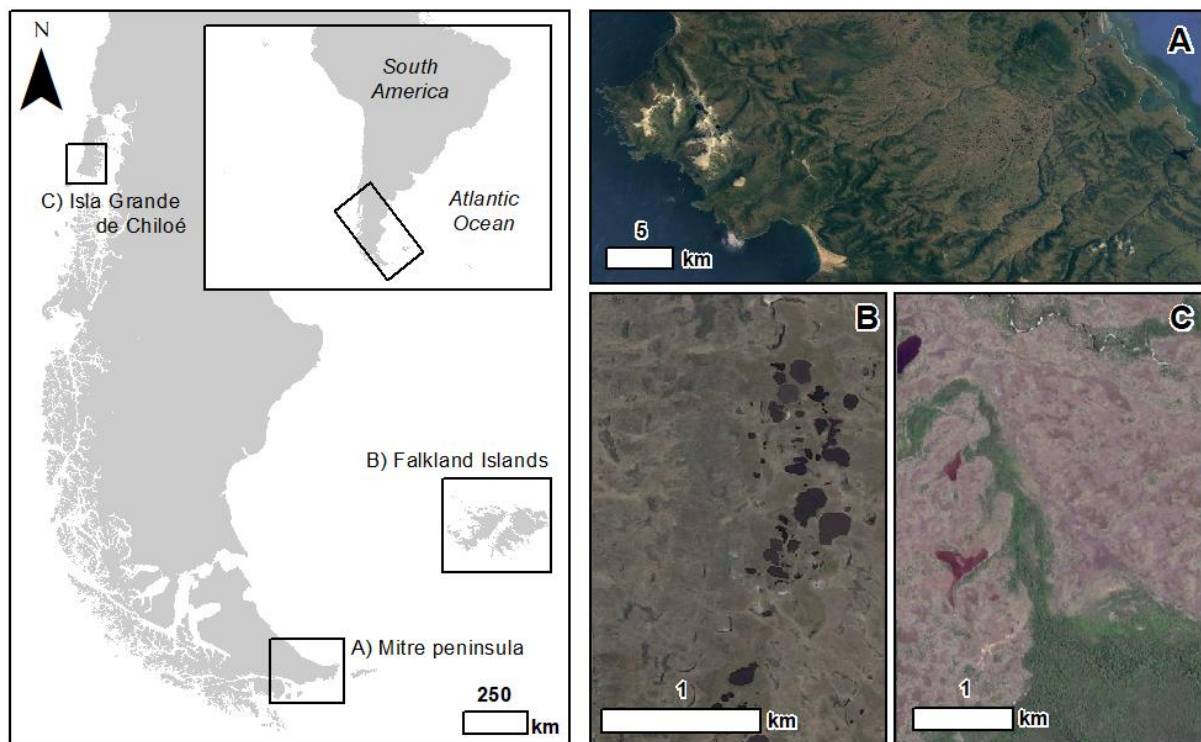 N
South
America
Atlantic
Ocean
C) Isla Grande
de Chiloé
B) Falkland Islands
A) Mitre peninsula
250
km
A
5
km
B
1
km
C
1
km